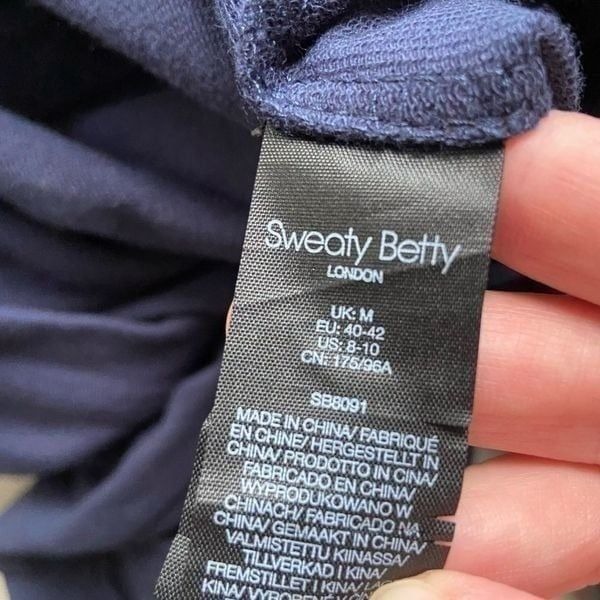 Sweaty Betty
LONDON
UK: M
EU: 40-42
US: 8-10
CN: 175/96A
SB8091
MADE IN CHINA/ FABRIQUÉ
EN CHINE/ HERGESTELLT IN
CHINA/ PRODOTTO IN CINA/
FABRICADO EN CHINA/
WYPRODUKOWANO W
CHINACH/ FABRICADO NA
CHINA/ GEMAAKT IN CHINA/
VALMISTETTU KIINASSA/
TILLVERKAD I KINA/
FREMSTILLET I KINA/
KINA/